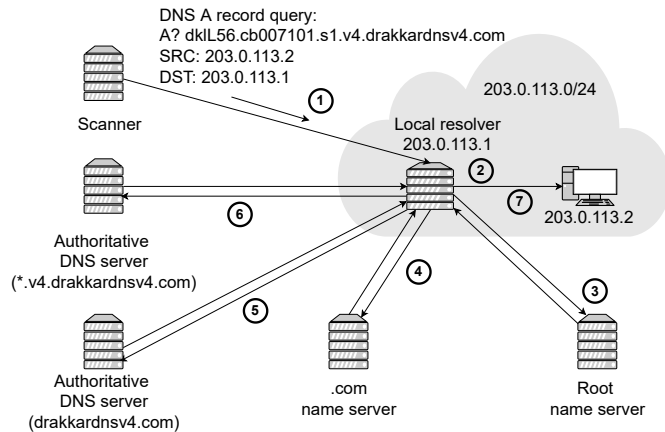 DNS A record query:
A? dklL56.cb007101.s1.v4.drakkardnsv4.com
SRC: 203.0.113.2
DST: 203.0.113.1
1
203.0.113.0/24
Scanner
Local resolver
203.0.113.1
2
7
203.0.113.2
6
Authoritative
DNS server
(*.v4.drakkardnsv4.com)
4
3
5
Authoritative
DNS server
(drakkardnsv4.com)
.com
name server
Root
name server